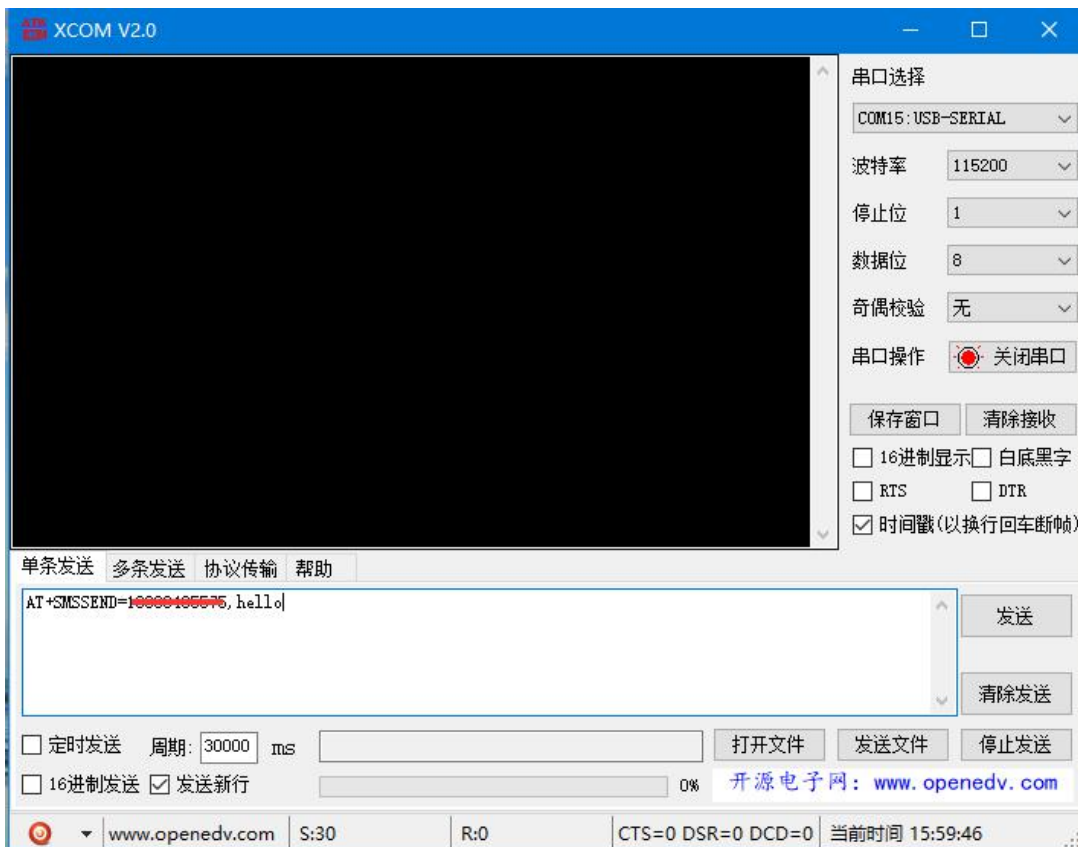 XCOM V2.0
串口选择
COM15:USB-SERIAL
波特率 115200
停止位 1
数据位 8
奇偶校验 无
串口操作 关闭串口
保存窗口 清除接收
16进制显示 白底黑字
RTS DTR
时间戳(以换行回车断帧)
单条发送 多条发送 协议传输 帮助
AT+SMSSEND= ,hello
发送
清除发送
定时发送 周期: 30000 ms 打开文件 发送文件 停止发送
16进制发送 发送新行 0% 开源电子网: www.openedv.com
www.openedv.com S:30 R:0 CTS=0 DSR=0 DCD=0 当前时间 15:59:46